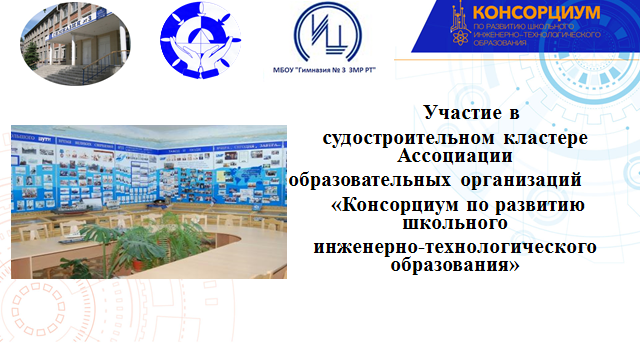 КОНСОРЦИУМ
ПО РАЗВИТИЮ ШКОЛЬНОГО
ИНЖЕНЕРНО-ТЕХНОЛОГИЧЕСКОГО
ОБРАЗОВАНИЯ
МБОУ "Гимназия № 3 ЗМР РТ"
Участие в
судостроительном кластере
Ассоциации
образовательных организаций
«Консорциум по развитию
школьного
инженерно-технологического
образования»